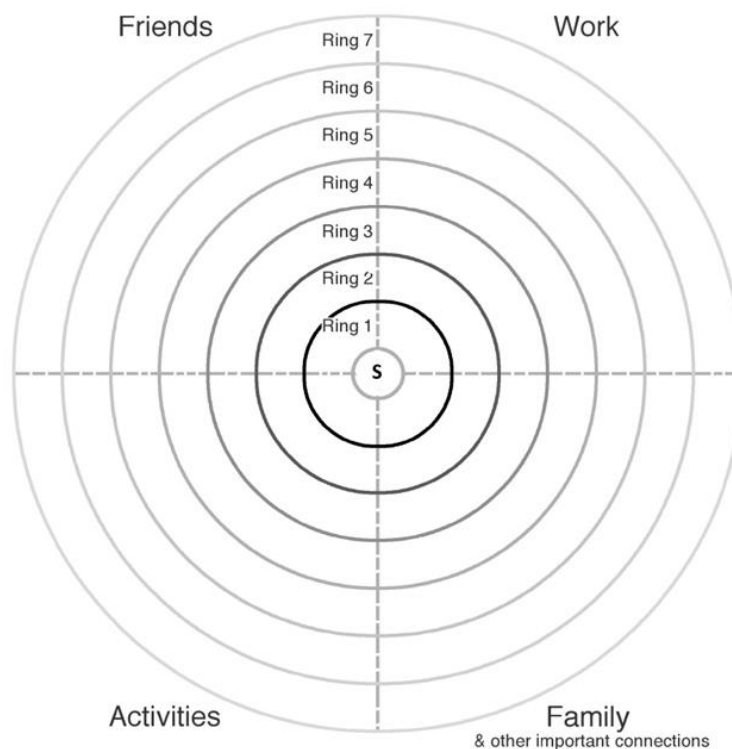 Friends
Work
Ring 7
Ring 6
Ring 5
Ring 4
Ring 3
Ring 2
Ring 1
S
Activities
Family
& other important connections